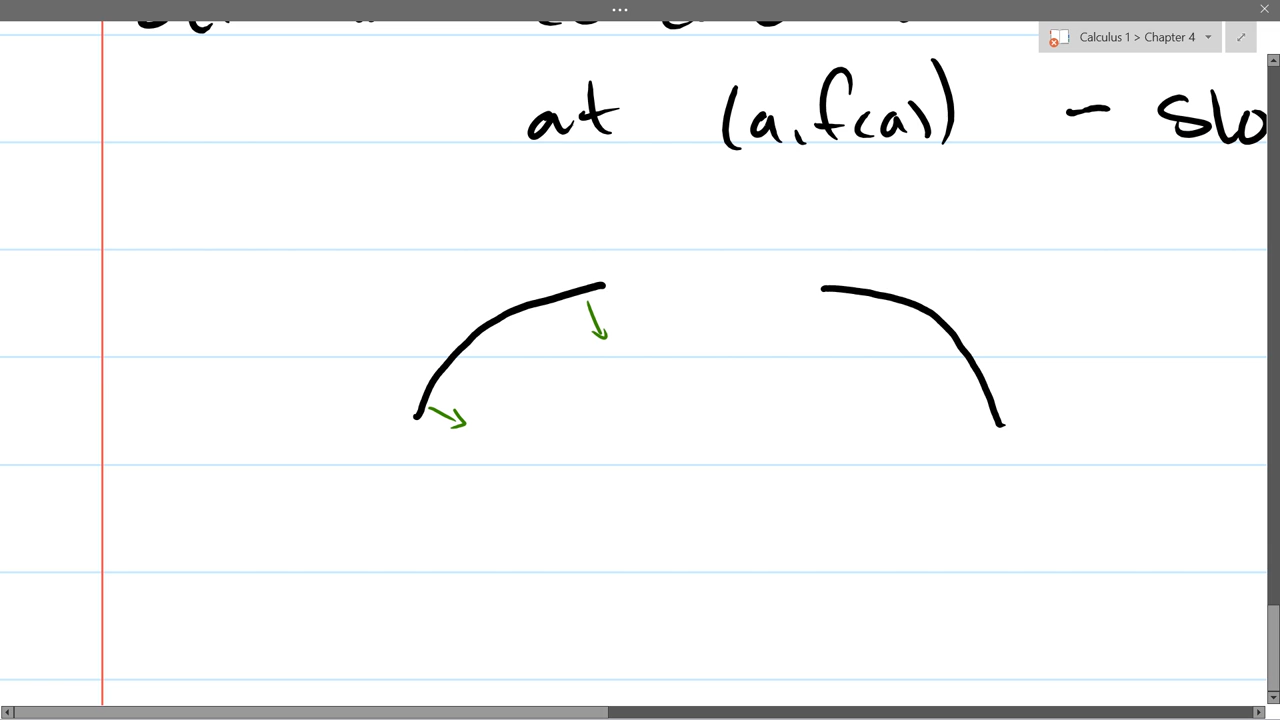 Calculus 1 > Chapter 4
at (a, f(a)) - slo